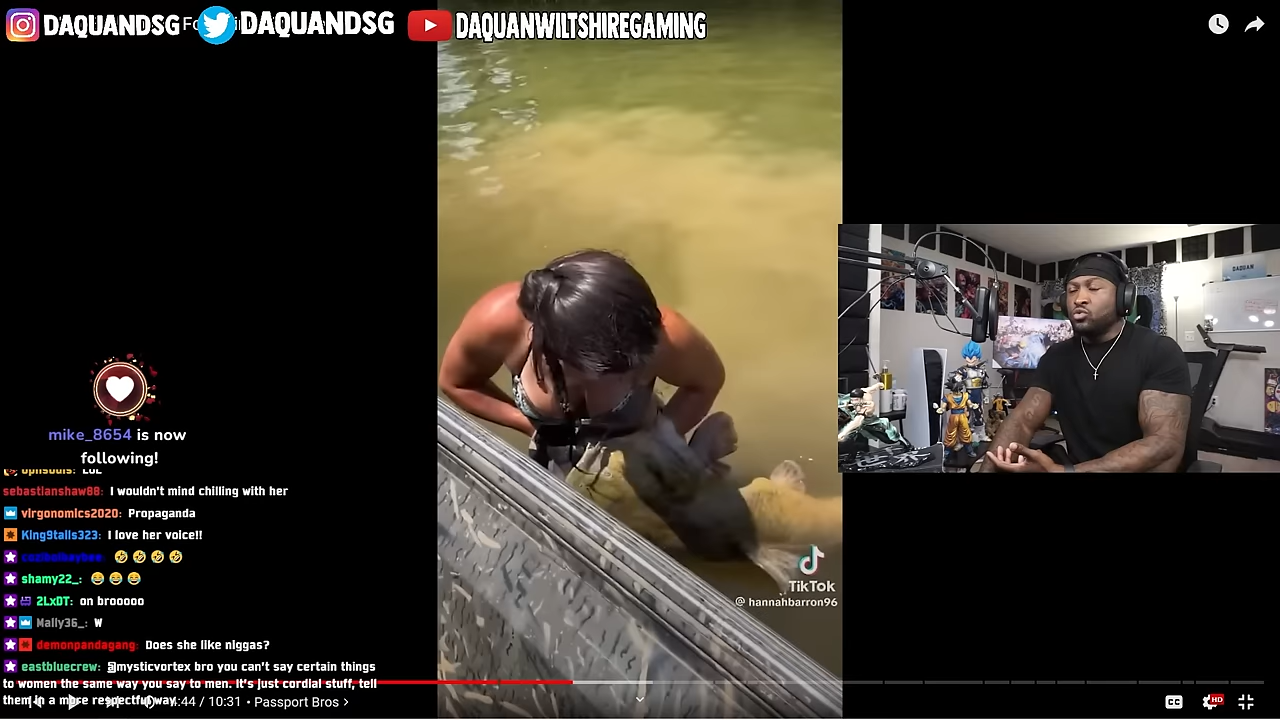 DAQUANDSG
DAQUANDSG
DAQUANWILTSHIREGAMING
DAQUAN
mike_8654 is now
following!
LOL
sebastianshaw88: I wouldn't mind chilling with her
virgonomics2020: Propaganda
King9tails323: I love her voice!!
shamy22_:
2LxDT: on brooooo
Mally36_: W
demonpandagang: Does she like niggas?
eastbluecrew: @mysticvortex bro you can't say certain things
to women the same way you say to men. It's just cordial stuff, tell
them in a more respectful way.
4:44 / 10:31 • Passport Bros >
HD
TikTok
@ hannahbarron96